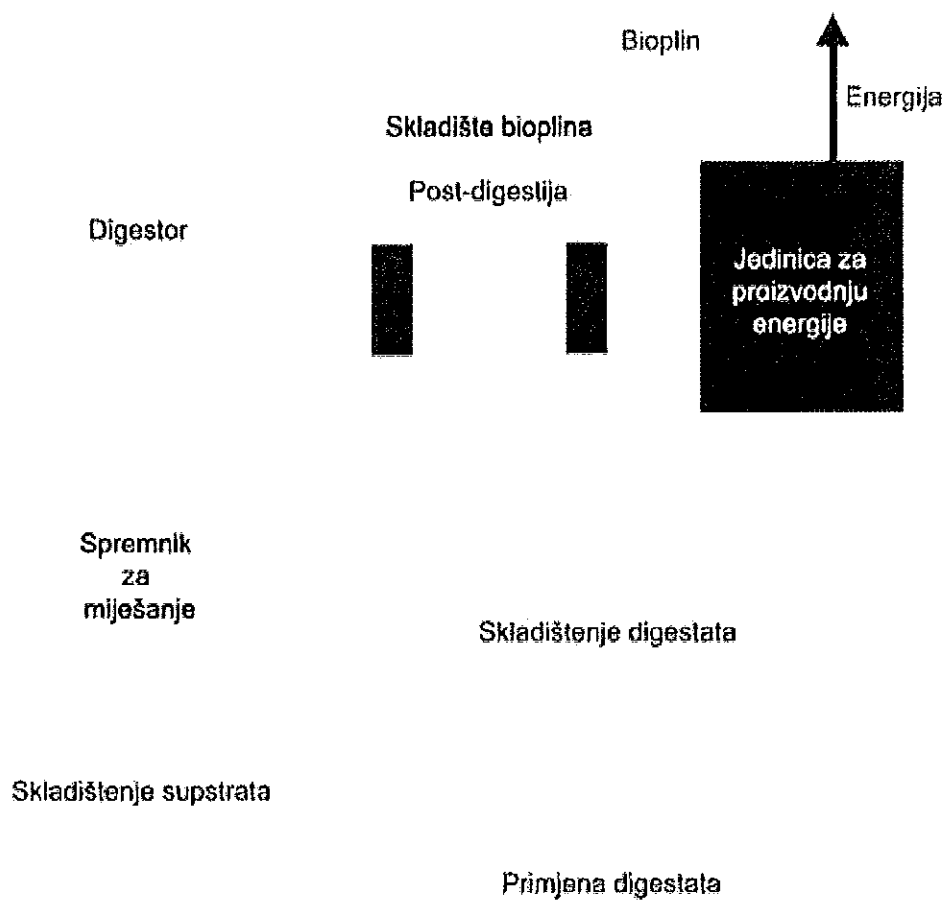 Bioplin
Energija
Skladište bioplina
Post-digestija
Digestor
Jedinica za
proizvodnju
energije
Spremnik
za
miješanje
Skladištenje digestata
Skladištenje supstrata
Primjena digestata